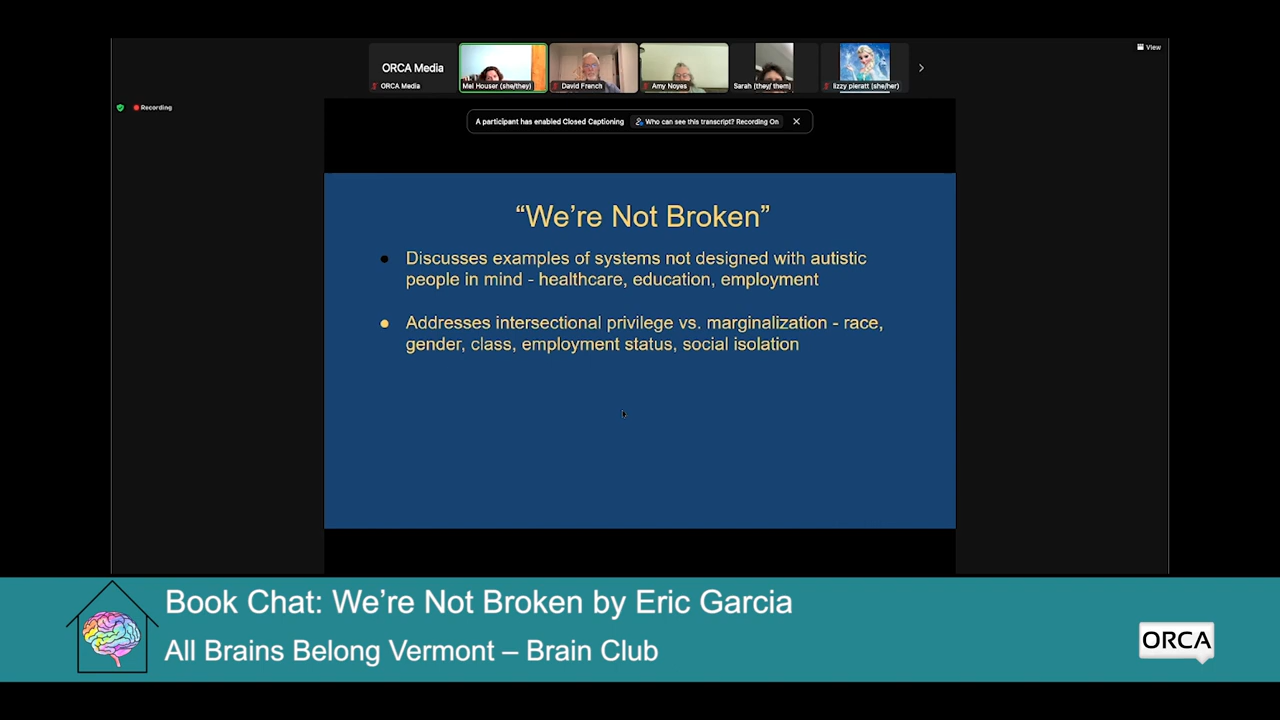 View
ORCA Media
ORCA Media
Mel Houser (she/they)
David French
Amy Noyes
Sarah (they/ them)
lizzy pieratt (she/her)
Recording
A participant has enabled Closed Captioning
Who can see this transcript? Recording On
“We’re Not Broken”
Discusses examples of systems not designed with autistic
people in mind - healthcare, education, employment
Addresses intersectional privilege vs. marginalization - race,
gender, class, employment status, social isolation
Book Chat: We’re Not Broken by Eric Garcia
All Brains Belong Vermont – Brain Club
ORCA